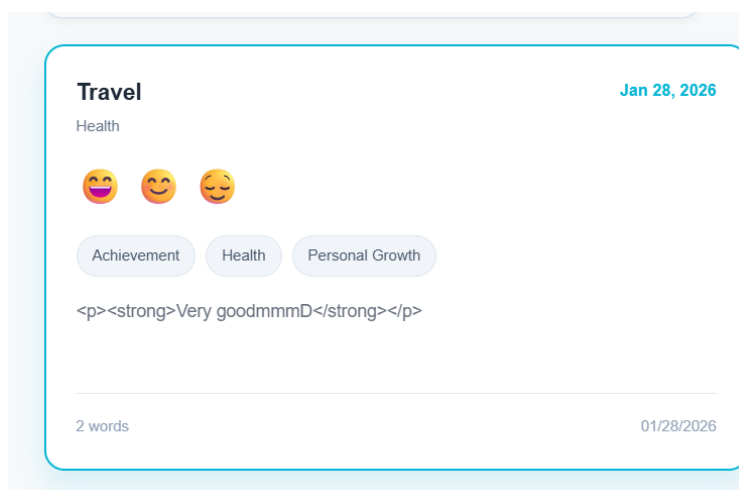 Travel
Jan 28, 2026
Health
Achievement
Health
Personal Growth
<p><strong>Very goodmmmD</strong></p>
2 words
01/28/2026